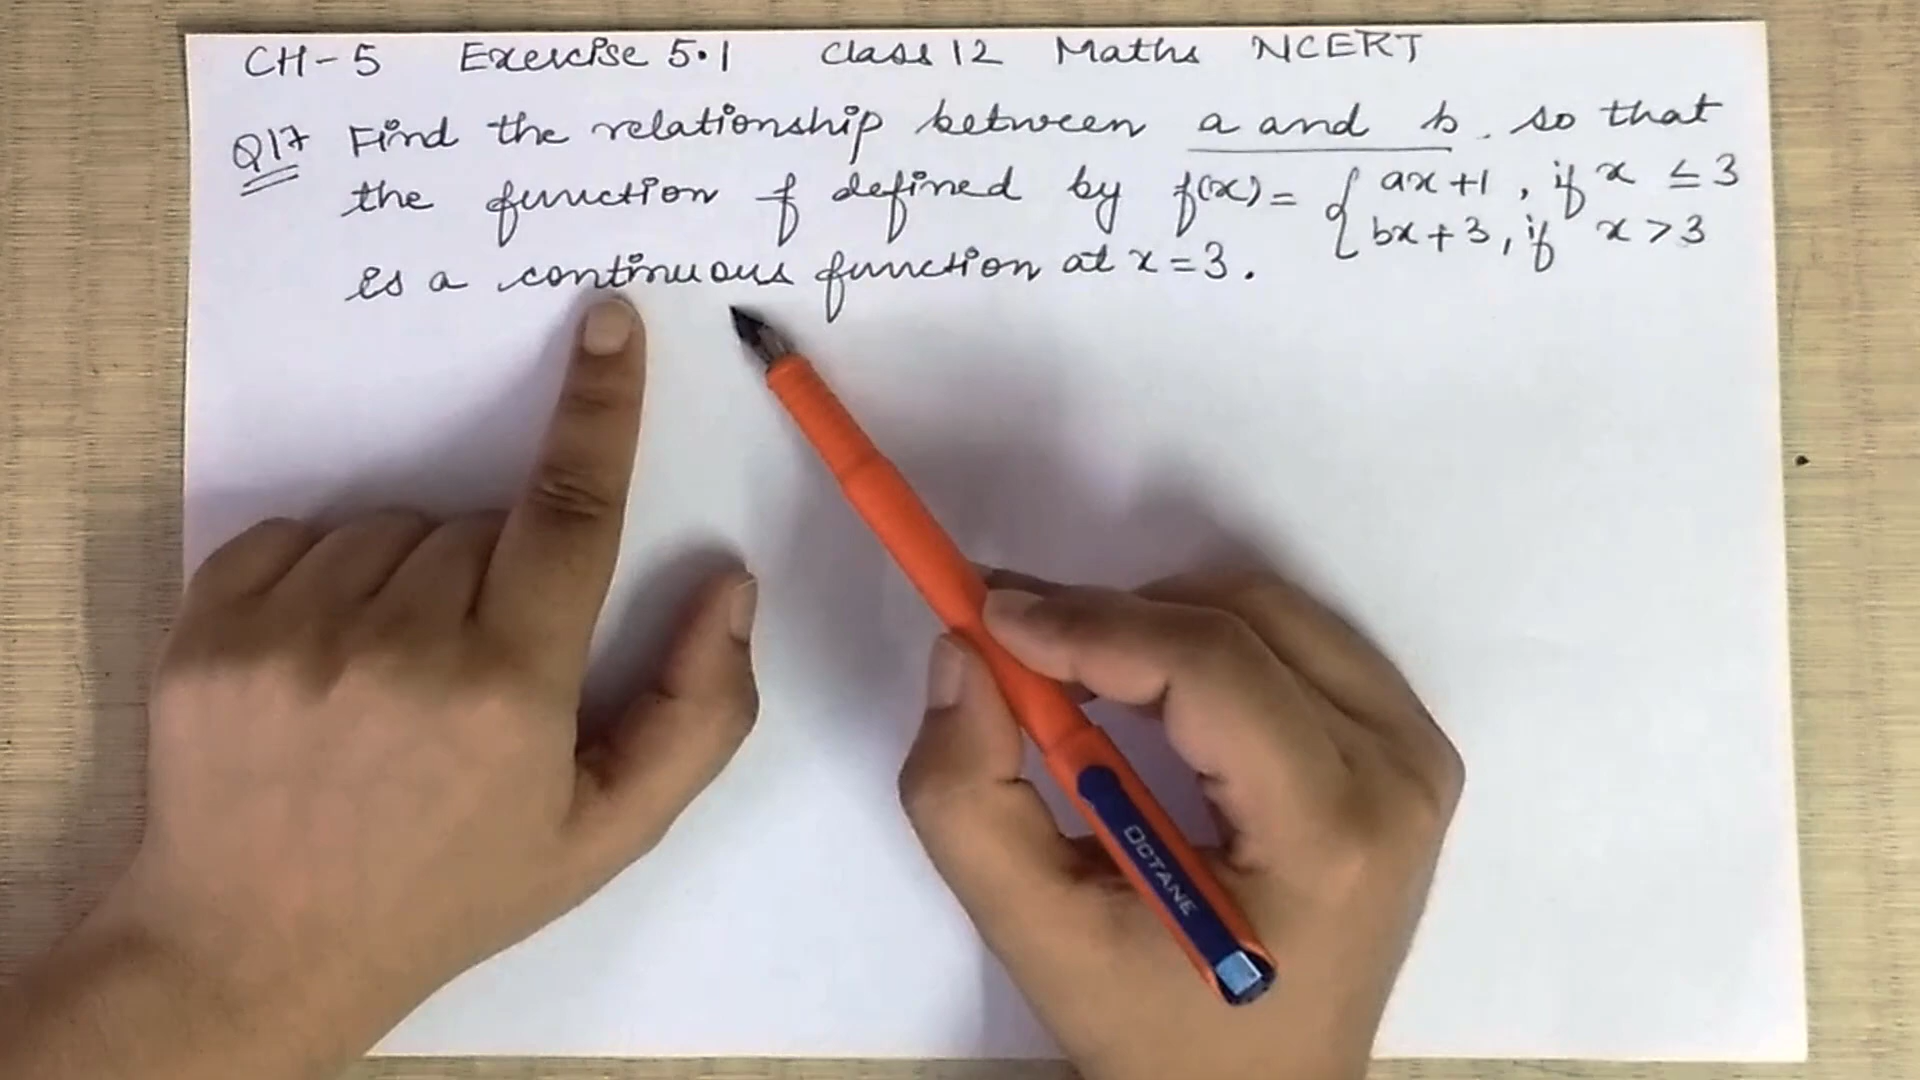 CH-5 Exercise 5.1 Class 12 Maths NCERT
Q17 Find the relationship between a and b so that
the function f defined by f(x) = { ax+1, if x ≤ 3
bx+3, if x > 3
is a continuous function at x = 3.
OCTANE